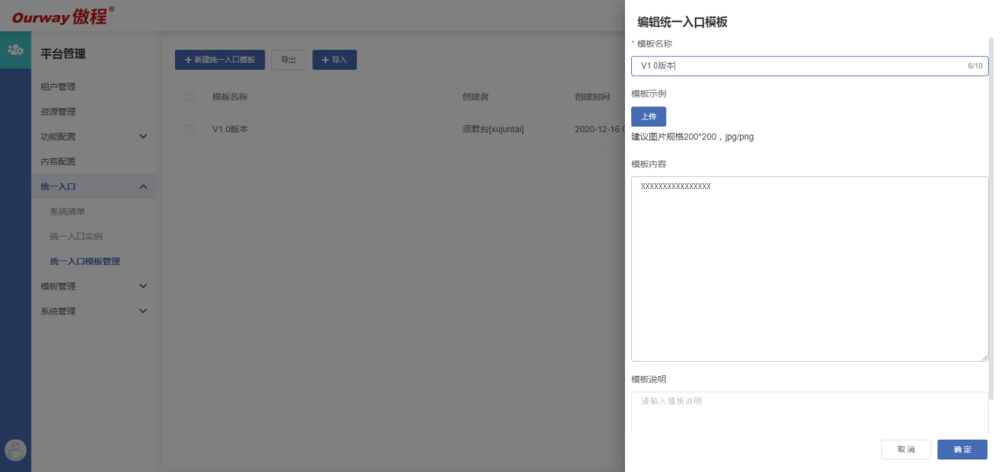 Ourway 傲程®
平台管理
租户管理
资源管理
功能配置
内容配置
统一入口
系统清单
统一入口实例
统一入口模板管理
模板管理
系统管理
+ 新建统一入口模板 导出 + 导入
模板名称 创建者 创建时间
V1.0版本 须君台[xujuntai] 2020-12-16
编辑统一入口模板
* 模板名称
V1.0版本 6/10
模板示例
上传
建议图片规格200*200，jpg/png
模板内容
XXXXXXXXXXXXXXXX
模板说明
请输入模板说明
取消 确定